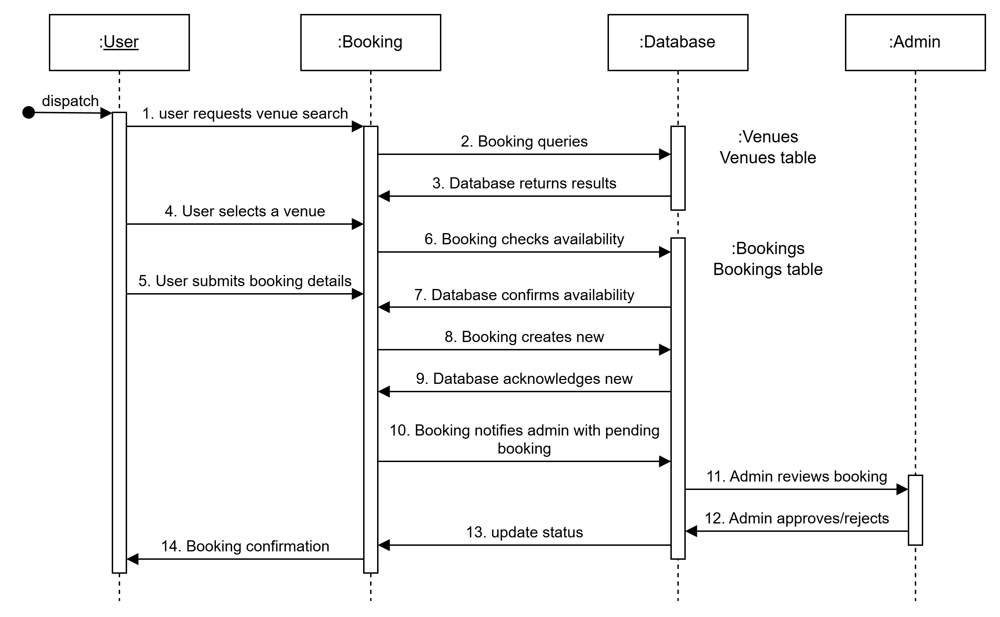 :User
:Booking
:Database
:Admin
dispatch
1. user requests venue search
:Venues
Venues table
2. Booking queries
3. Database returns results
4. User selects a venue
6. Booking checks availability
:Bookings
Bookings table
5. User submits booking details
7. Database confirms availability
8. Booking creates new
9. Database acknowledges new
10. Booking notifies admin with pending
booking
11. Admin reviews booking
12. Admin approves/rejects
13. update status
14. Booking confirmation